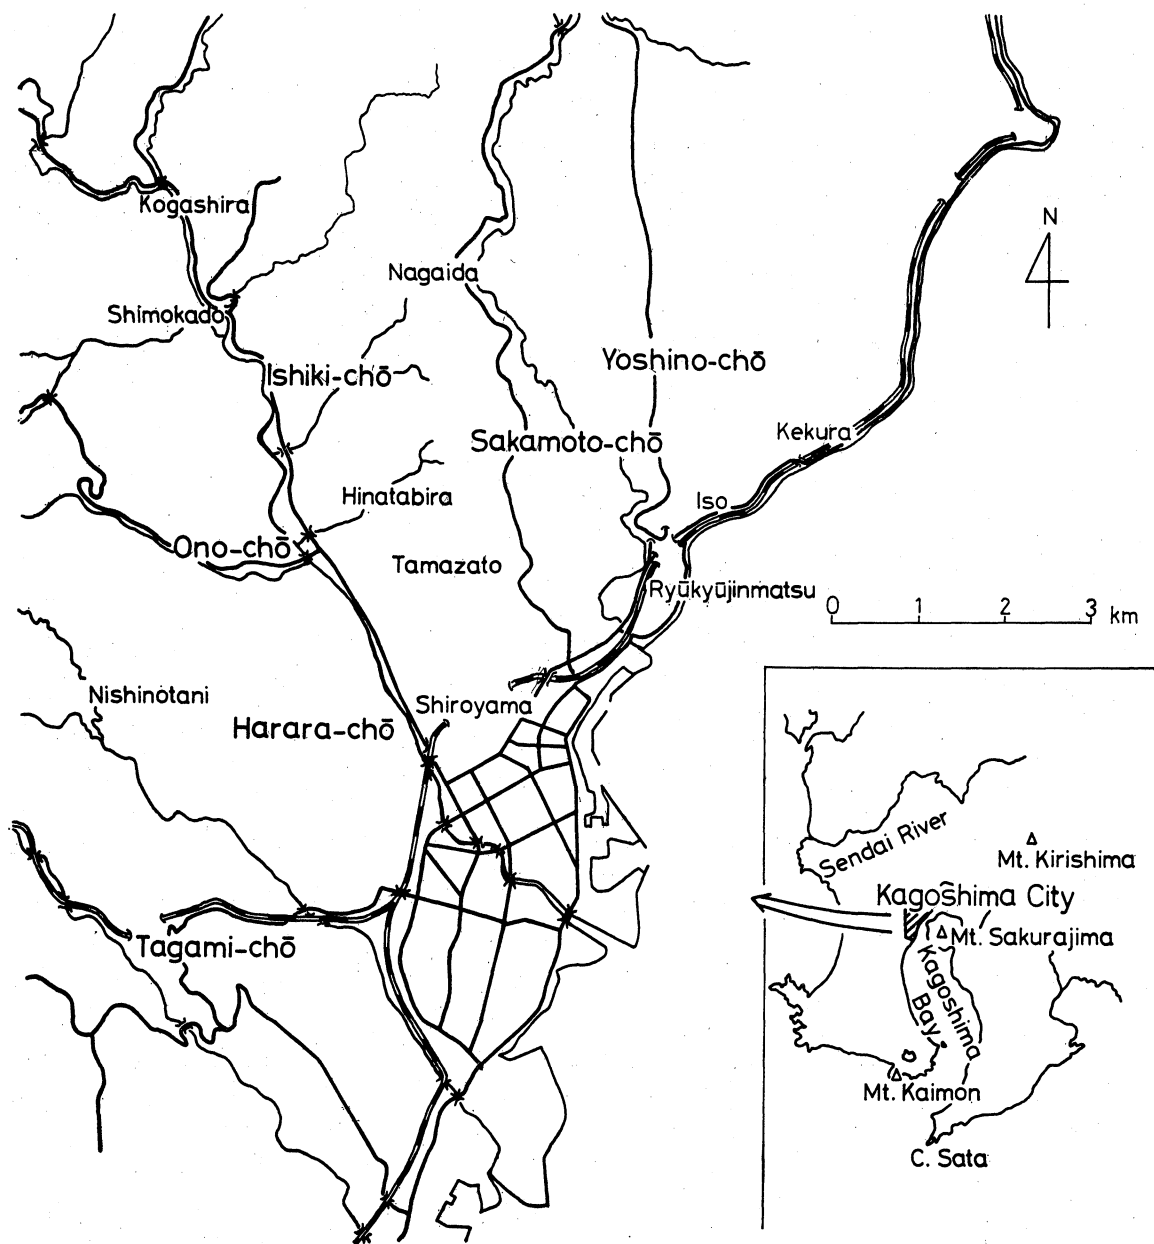 N
Kogashira
Nagaida
Shimokado
Yoshino-chō
Ishiki-chō
Kekura
Sakamoto-chō
Hinatabira
Iso
Ono-chō
Tamazato
Ryūkyūjinmatsu
0 1 2 3 km
Nishinotani
Shiroyama
Harara-chō
Tagami-chō
Sendai River
Mt. Kirishima
Kagoshima City
Mt. Sakurajima
Kagoshima
Bay
Mt. Kaimon
C. Sata